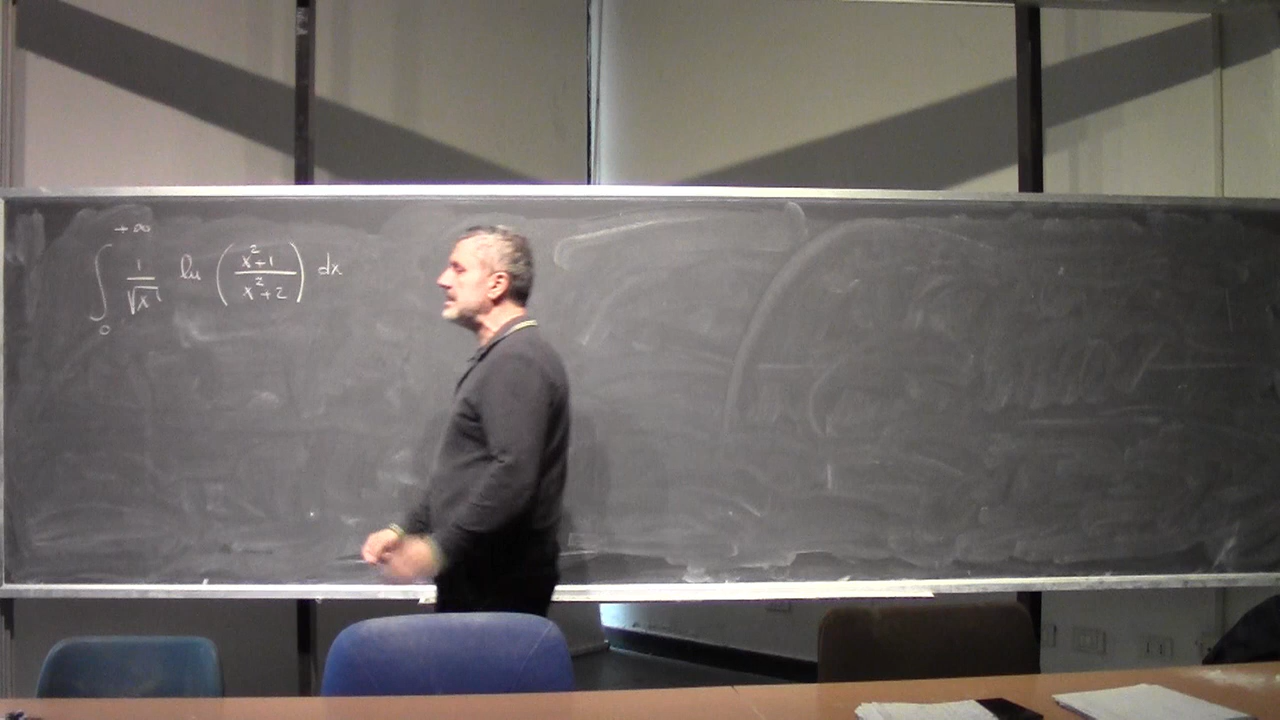 ∫₀^{+∞} 1/√x ln((x²+1)/(x²+2)) dx